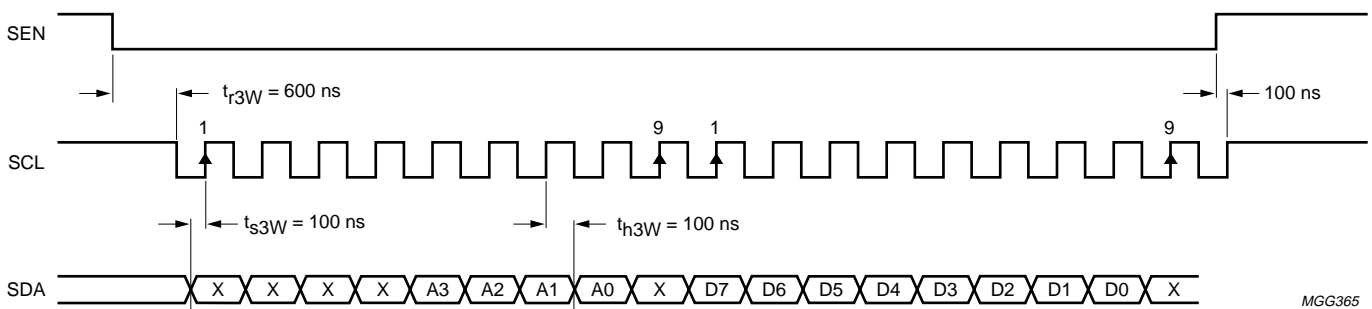 SEN
t_r3W = 600 ns
100 ns
1 9 1 9
SCL
t_s3W = 100 ns
t_h3W = 100 ns
SDA X X X X A3 A2 A1 A0 X D7 D6 D5 D4 D3 D2 D1 D0 X
MGG365